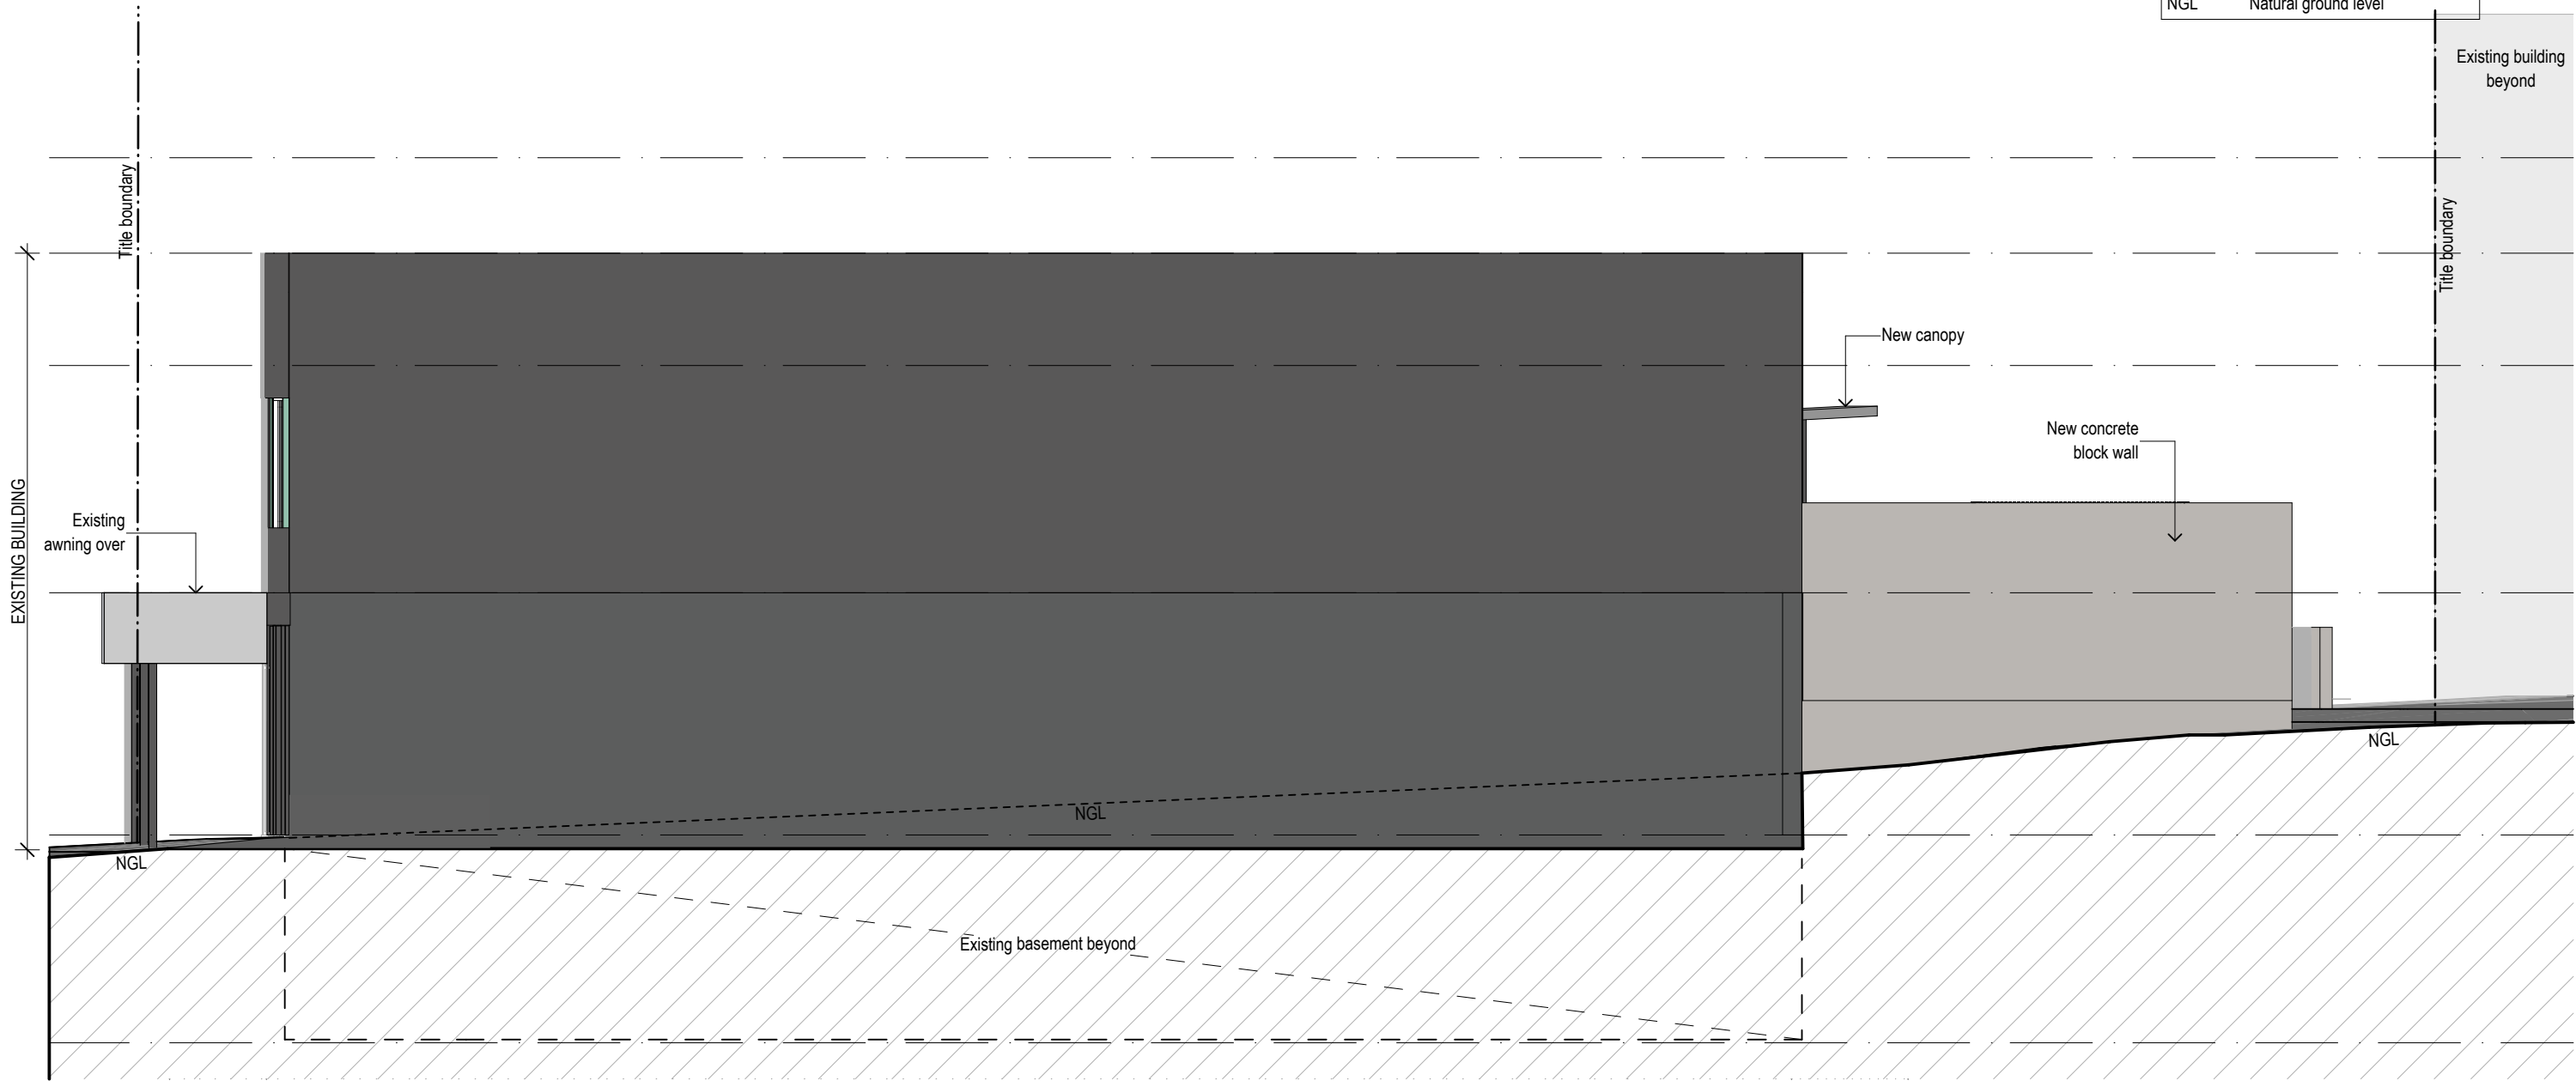 NGL Natural ground level
Existing building
beyond
Title boundary
Title boundary
New canopy
New concrete
block wall
EXISTING BUILDING
Existing
awning over
NGL
NGL
NGL
Existing basement beyond